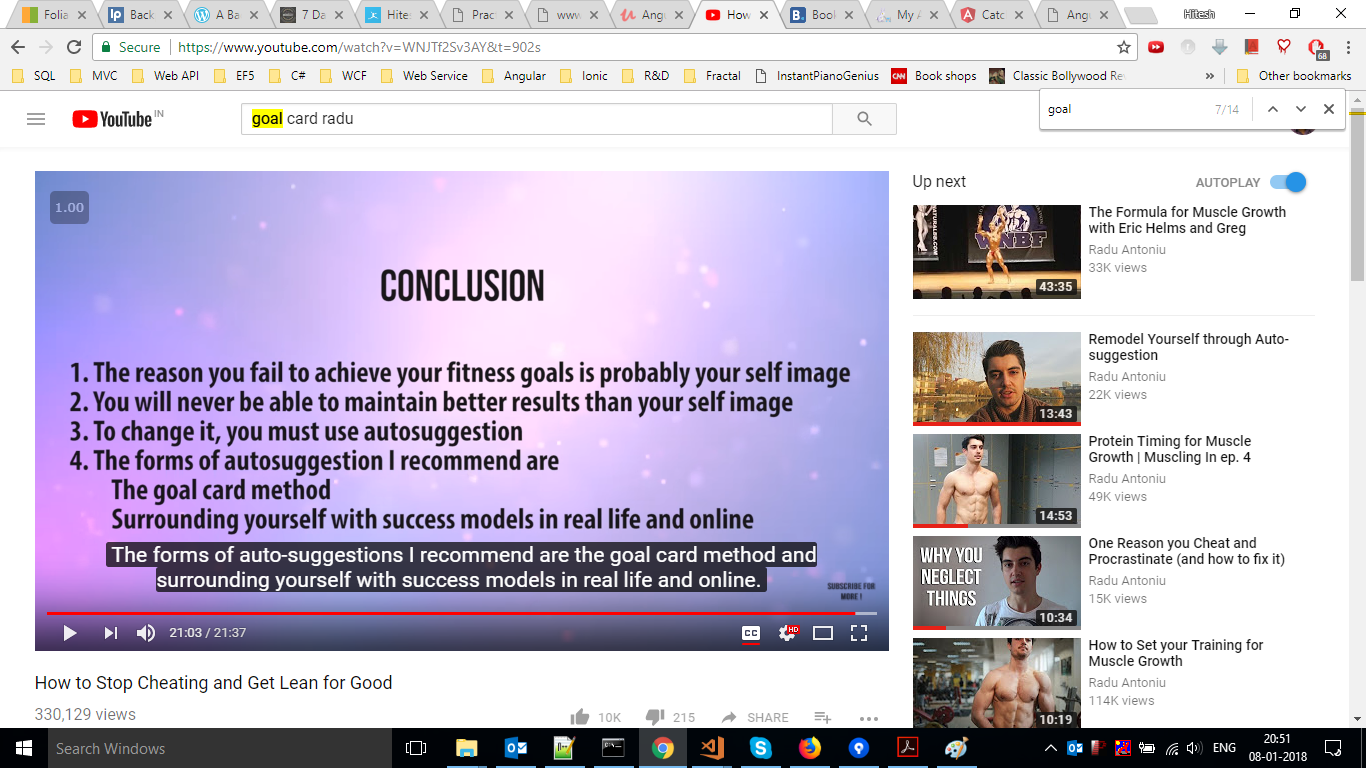 Folia
Back
A Ba
7 Da
Hites
Pract
www
Angu
How
Book
My A
Catc
Angu
Hitesh
Secure
https://www.youtube.com/watch?v=WNJTf2Sv3AY&t=902s
68
SQL
MVC
Web API
EF5
C#
WCF
Web Service
Angular
Ionic
R&D
Fractal
InstantPianoGenius
CNN
Book shops
Classic Bollywood Re
»
Other bookmarks
YouTube IN
goal card radu
goal
7/14
1.00
CONCLUSION
1. The reason you fail to achieve your fitness goals is probably your self image
2. You will never be able to maintain better results than your self image
3. To change it, you must use autosuggestion
4. The forms of autosuggestion I recommend are
The goal card method
Surrounding yourself with success models in real life and online
The forms of auto-suggestions I recommend are the goal card method and
surrounding yourself with success models in real life and online.
SUBSCRIBE FOR
MORE !
21:03 / 21:37
CC
HD
How to Stop Cheating and Get Lean for Good
330,129 views
10K
215
SHARE
Up next
AUTOPLAY
WNBF
43:35
The Formula for Muscle Growth
with Eric Helms and Greg
Radu Antoniu
33K views
13:43
Remodel Yourself through Auto-
suggestion
Radu Antoniu
22K views
14:53
Protein Timing for Muscle
Growth | Muscling In ep. 4
Radu Antoniu
49K views
WHY YOU
NEGLECT
THINGS
10:34
One Reason you Cheat and
Procrastinate (and how to fix it)
Radu Antoniu
15K views
10:19
How to Set your Training for
Muscle Growth
Radu Antoniu
114K views
Search Windows
ENG
20:51
08-01-2018